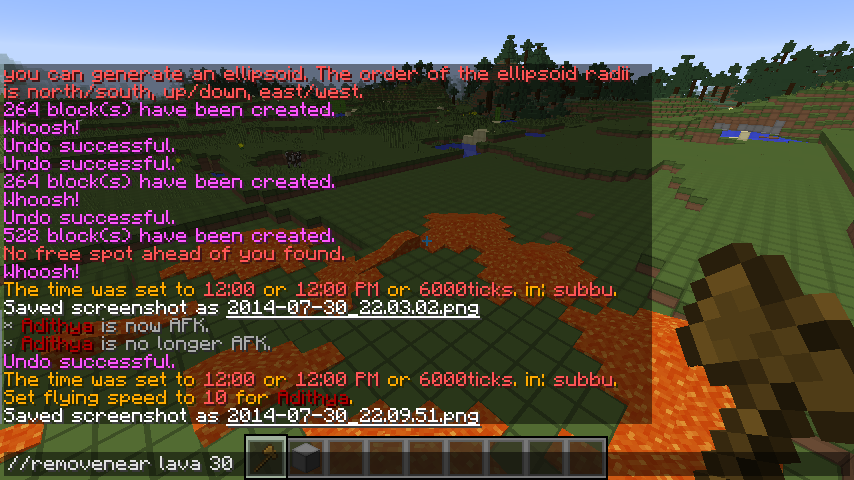 you can generate an ellipsoid. The order of the ellipsoid radii
is north/south, up/down, east/west.
264 block(s) have been created.
Whoosh!
Undo successful.
Undo successful.
264 block(s) have been created.
Whoosh!
Undo successful.
528 block(s) have been created.
No free spot ahead of you found.
Whoosh!
The time was set to 12:00 or 12:00 PM or 6000ticks. in: subbu.
Saved screenshot as 2014-07-30_22.03.02.png
* Adithya is now AFK.
* Adithya is no longer AFK.
Undo successful.
The time was set to 12:00 or 12:00 PM or 6000ticks. in: subbu.
Set flying speed to 10 for Adithya.
Saved screenshot as 2014-07-30_22.09.51.png
//removenear lava 30